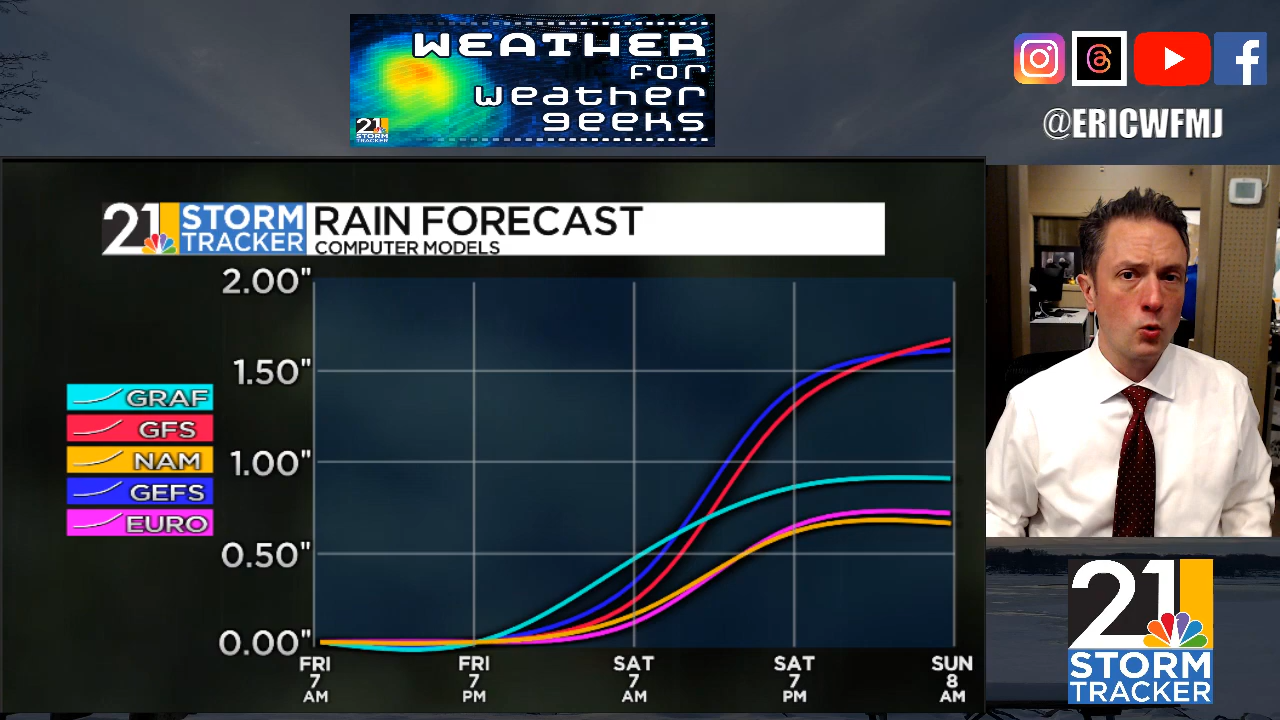 WEATHER
FOR
weather
geeks
21
STORM
TRACKER
@ERICWFMJ
21 STORM TRACKER
RAIN FORECAST
COMPUTER MODELS
2.00"
1.50"
1.00"
0.50"
0.00"
GRAF
GFS
NAM
GEFS
EURO
FRI
7
AM
FRI
7
PM
SAT
7
AM
SAT
7
PM
SUN
8
AM
21
STORM
TRACKER